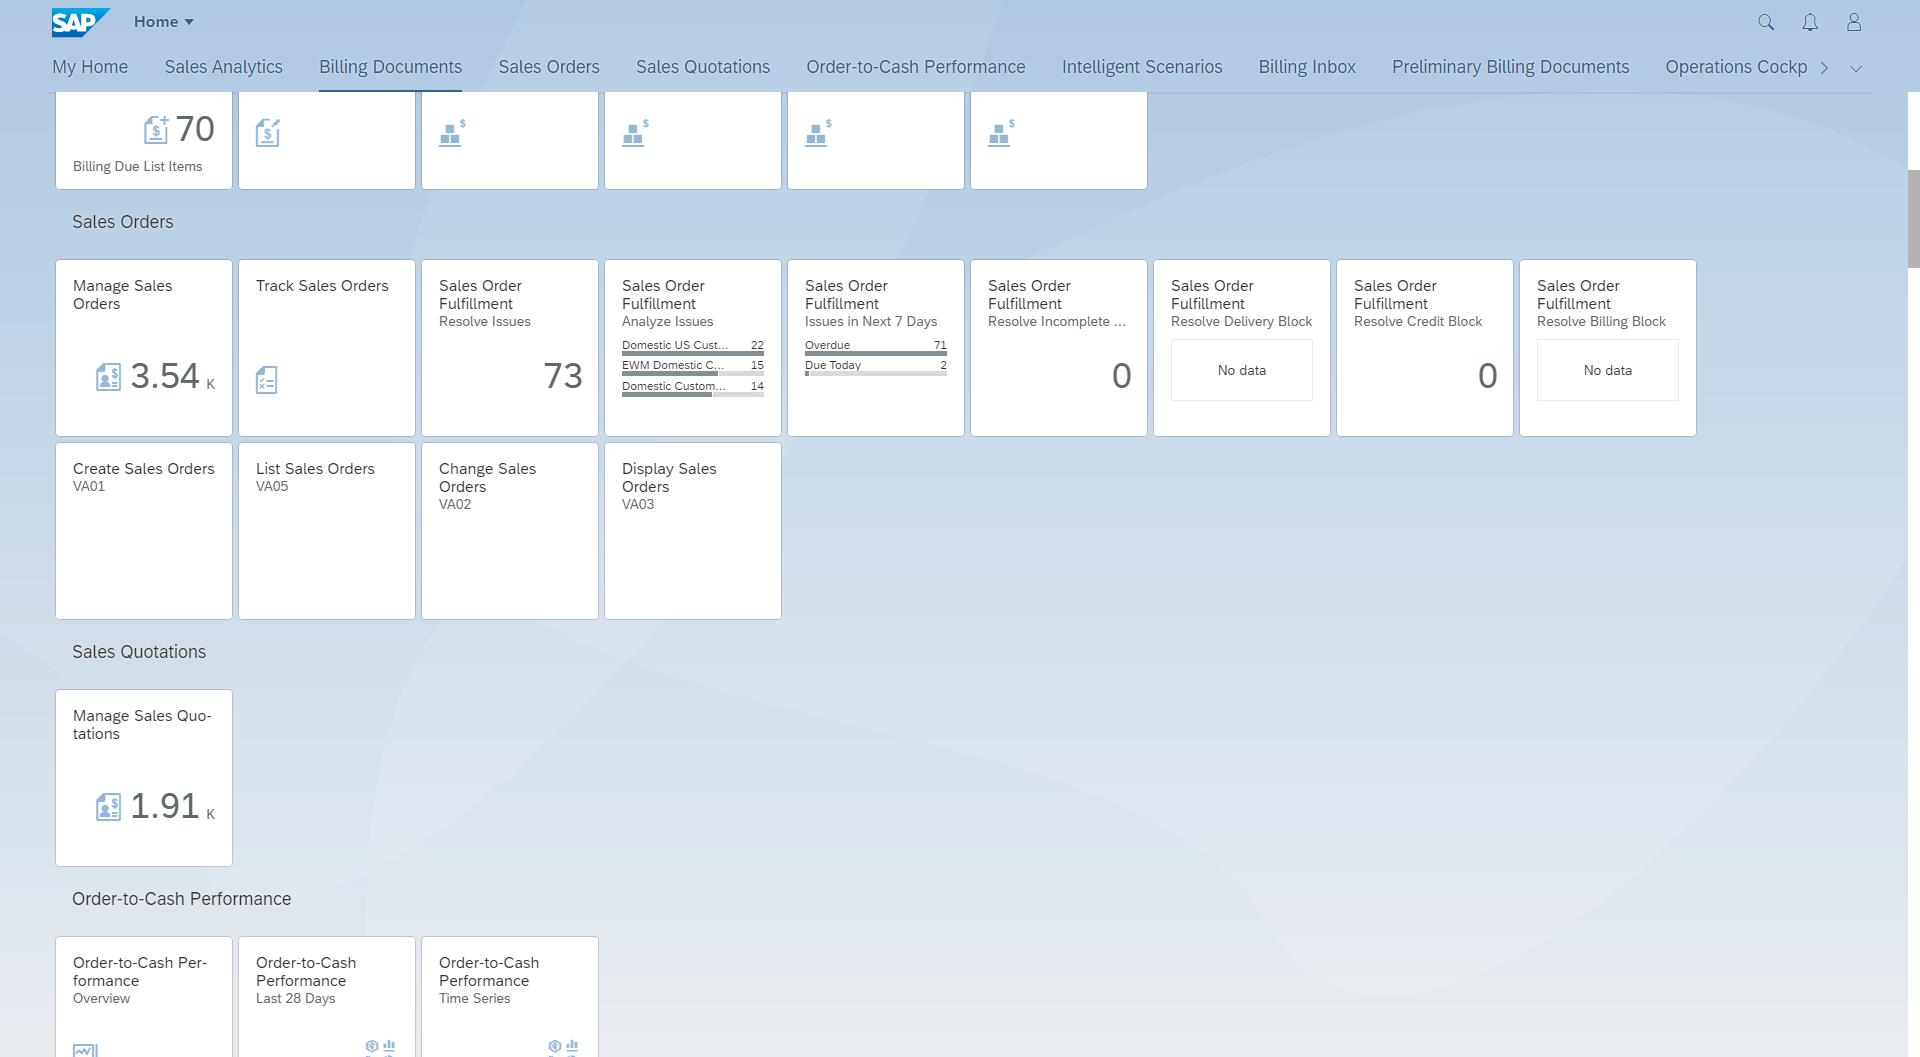 SAP
Home
My Home
Sales Analytics
Billing Documents
Sales Orders
Sales Quotations
Order-to-Cash Performance
Intelligent Scenarios
Billing Inbox
Preliminary Billing Documents
Operations Cockp
70
Billing Due List Items
Sales Orders
Manage Sales
Orders
3.54 K
Track Sales Orders
Sales Order
Fulfillment
Resolve Issues
73
Sales Order
Fulfillment
Analyze Issues
Domestic US Cust... 22
EWM Domestic C... 15
Domestic Custom... 14
Sales Order
Fulfillment
Issues in Next 7 Days
Overdue 71
Due Today 2
Sales Order
Fulfillment
Resolve Incomplete ...
0
Sales Order
Fulfillment
Resolve Delivery Block
No data
Sales Order
Fulfillment
Resolve Credit Block
0
Sales Order
Fulfillment
Resolve Billing Block
No data
Create Sales Orders
VA01
List Sales Orders
VA05
Change Sales
Orders
VA02
Display Sales
Orders
VA03
Sales Quotations
Manage Sales Quo-
tations
1.91 K
Order-to-Cash Performance
Order-to-Cash Per-
formance
Overview
Order-to-Cash
Performance
Last 28 Days
Order-to-Cash
Performance
Time Series